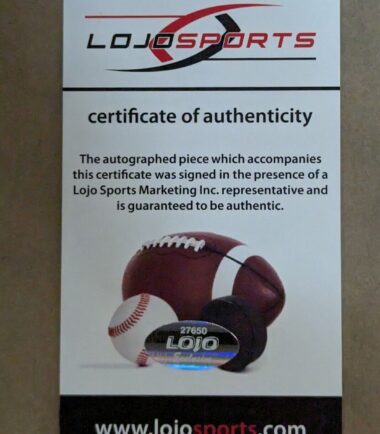 LOJOSPORTS
certificate of authenticity
The autographed piece which accompanies
this certificate was signed in the presence of a
Lojo Sports Marketing Inc. representative and
is guaranteed to be authentic.
27650
LOJO
Exclusive
www.lojosports.com